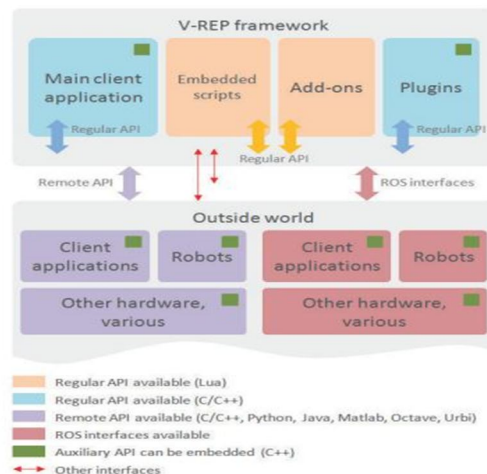 V-REP framework
Main client
application
Embedded
scripts
Add-ons
Plugins
Regular API
Regular API
Regular API
Remote API
ROS interfaces
Outside world
Client
applications
Robots
Client
applications
Robots
Other hardware,
various
Other hardware,
various
Regular API available (Lua)
Regular API available (C/C++)
Remote API available (C/C++, Python, Java, Matlab, Octave, Urbi)
ROS interfaces available
Auxiliary API can be embedded (C++)
Other interfaces